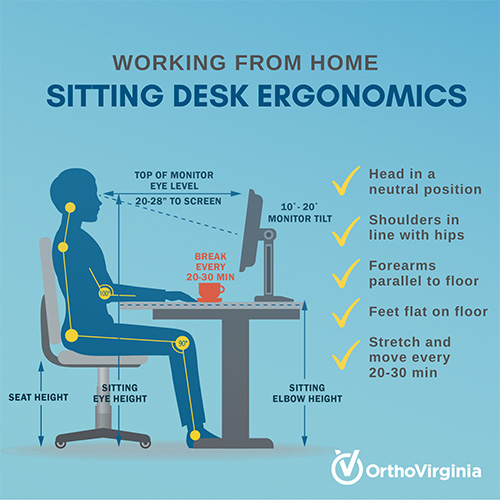 WORKING FROM HOME
SITTING DESK ERGONOMICS
TOP OF MONITOR
EYE LEVEL
20-28" TO SCREEN
10˚- 20˚
MONITOR TILT
BREAK
EVERY
20-30 MIN
100˚
90˚
SEAT HEIGHT
SITTING
EYE HEIGHT
SITTING
ELBOW HEIGHT
Head in a
neutral position
Shoulders in
line with hips
Forearms
parallel to floor
Feet flat on floor
Stretch and
move every
20-30 min
OrthoVirginia